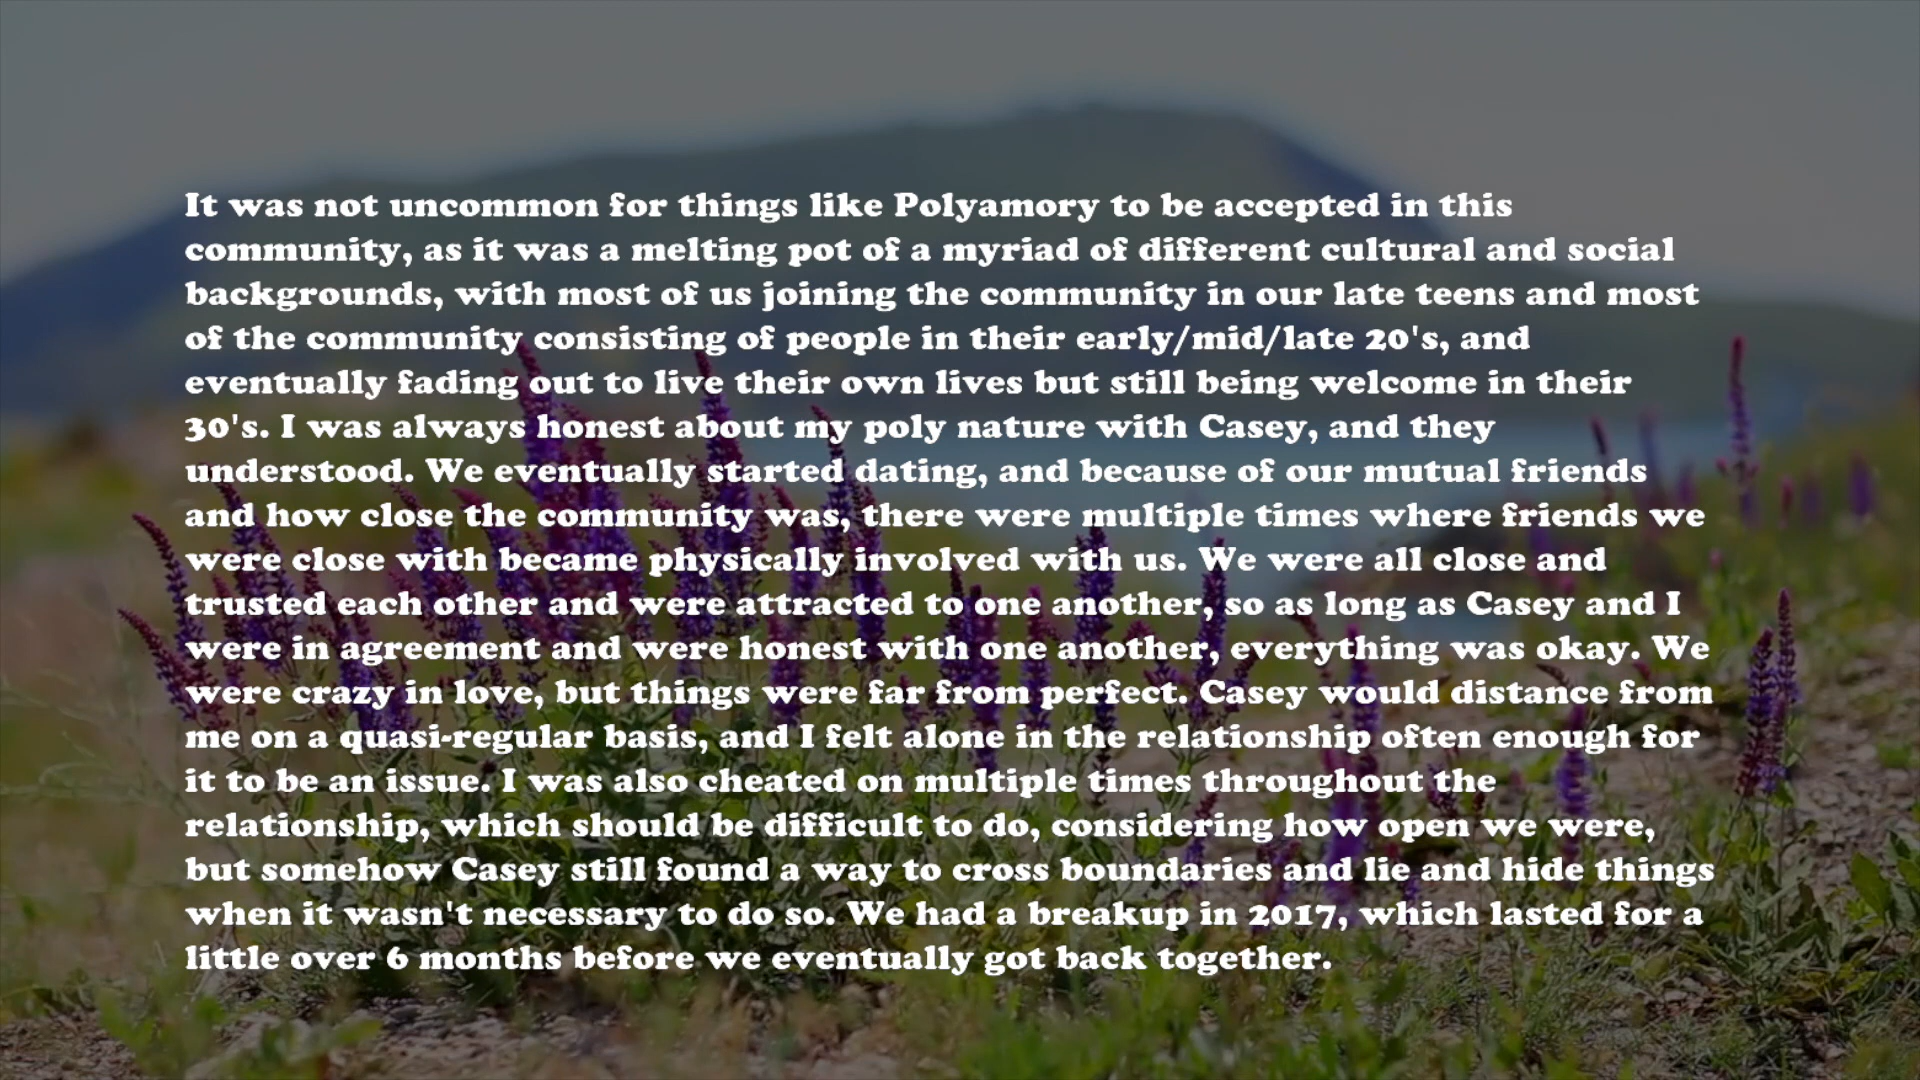 It was not uncommon for things like Polyamory to be accepted in this
community, as it was a melting pot of a myriad of different cultural and social
backgrounds, with most of us joining the community in our late teens and most
of the community consisting of people in their early/mid/late 20's, and
eventually fading out to live their own lives but still being welcome in their
30's. I was always honest about my poly nature with Casey, and they
understood. We eventually started dating, and because of our mutual friends
and how close the community was, there were multiple times where friends we
were close with became physically involved with us. We were all close and
trusted each other and were attracted to one another, so as long as Casey and I
were in agreement and were honest with one another, everything was okay. We
were crazy in love, but things were far from perfect. Casey would distance from
me on a quasi-regular basis, and I felt alone in the relationship often enough for
it to be an issue. I was also cheated on multiple times throughout the
relationship, which should be difficult to do, considering how open we were,
but somehow Casey still found a way to cross boundaries and lie and hide things
when it wasn't necessary to do so. We had a breakup in 2017, which lasted for a
little over 6 months before we eventually got back together.